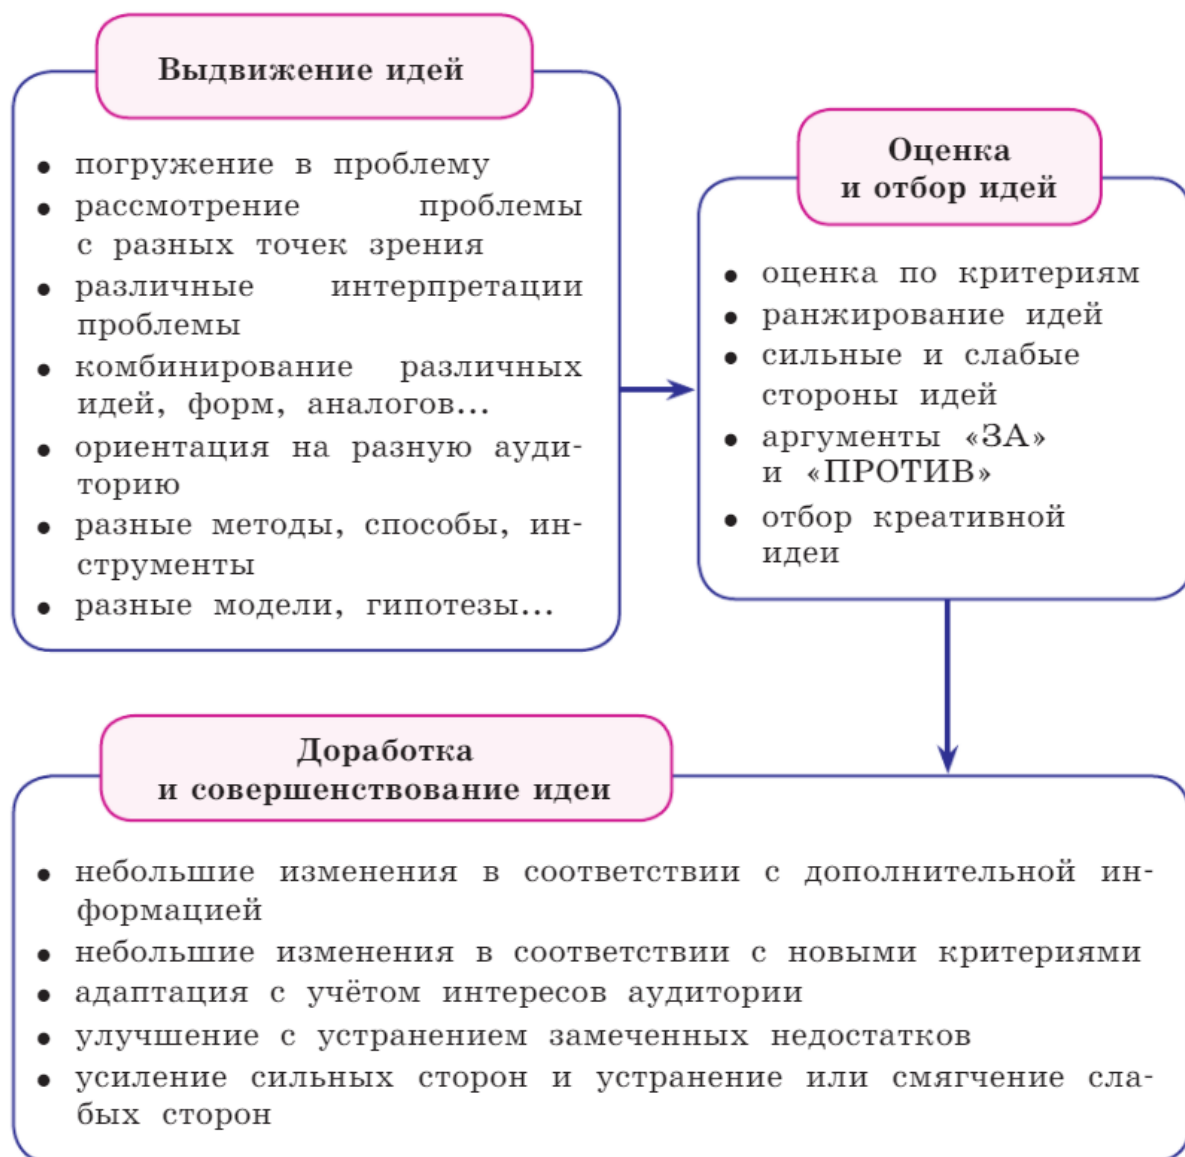 Выдвижение идей
• погружение в проблему
• рассмотрение проблемы
с разных точек зрения
• различные интерпретации
проблемы
• комбинирование различных
идей, форм, аналогов...
• ориентация на разную ауди-
торию
• разные методы, способы, ин-
струменты
• разные модели, гипотезы...
Оценка
и отбор идей
• оценка по критериям
• ранжирование идей
• сильные и слабые
стороны идей
• аргументы «ЗА»
и «ПРОТИВ»
• отбор креативной
идеи
Доработка
и совершенствование идеи
• небольшие изменения в соответствии с дополнительной ин-
формацией
• небольшие изменения в соответствии с новыми критериями
• адаптация с учётом интересов аудитории
• улучшение с устранением замеченных недостатков
• усиление сильных сторон и устранение или смягчение сла-
бых сторон